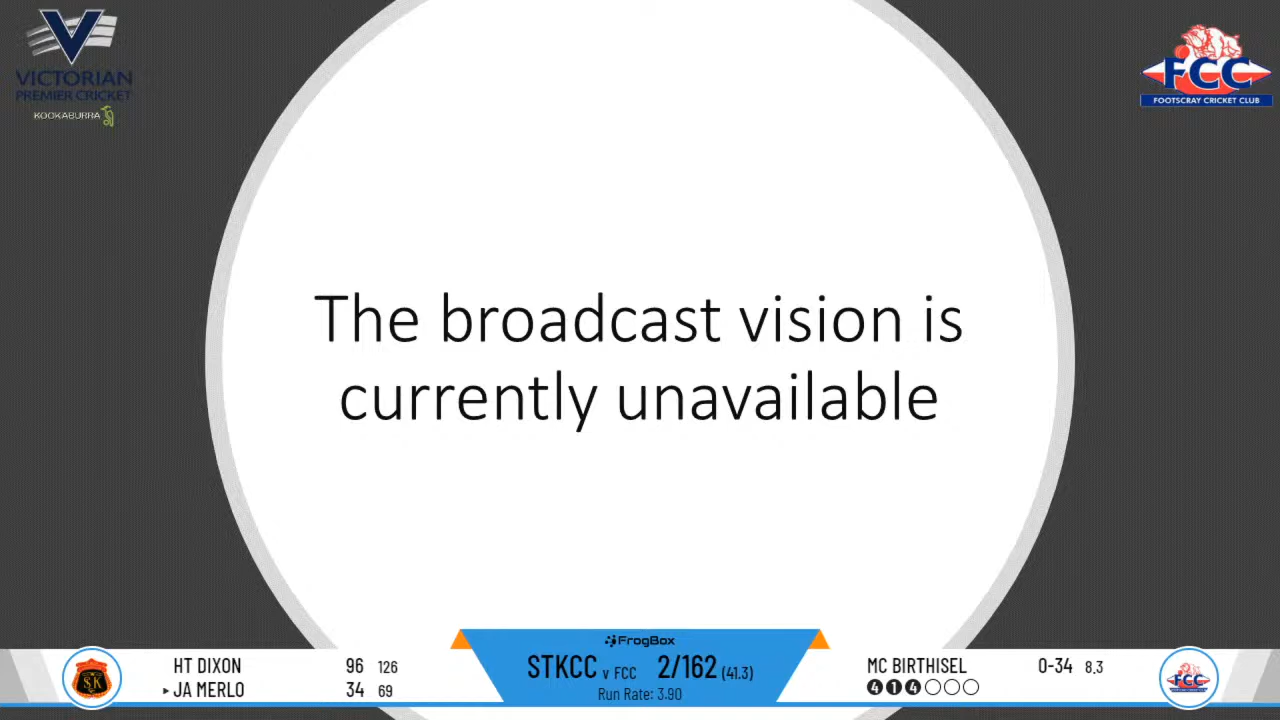 VICTORIAN
PREMIER CRICKET
KOOKABURRA
FCC
FOOTSCRAY CRICKET CLUB
The broadcast vision is
currently unavailable
FrogBox
HT DIXON 96 126
JA MERLO 34 69
STKCC v FCC 2/162 (41.3)
Run Rate: 3.90
MC BIRTHISEL 0-34 8.3
4 1 4
FCC